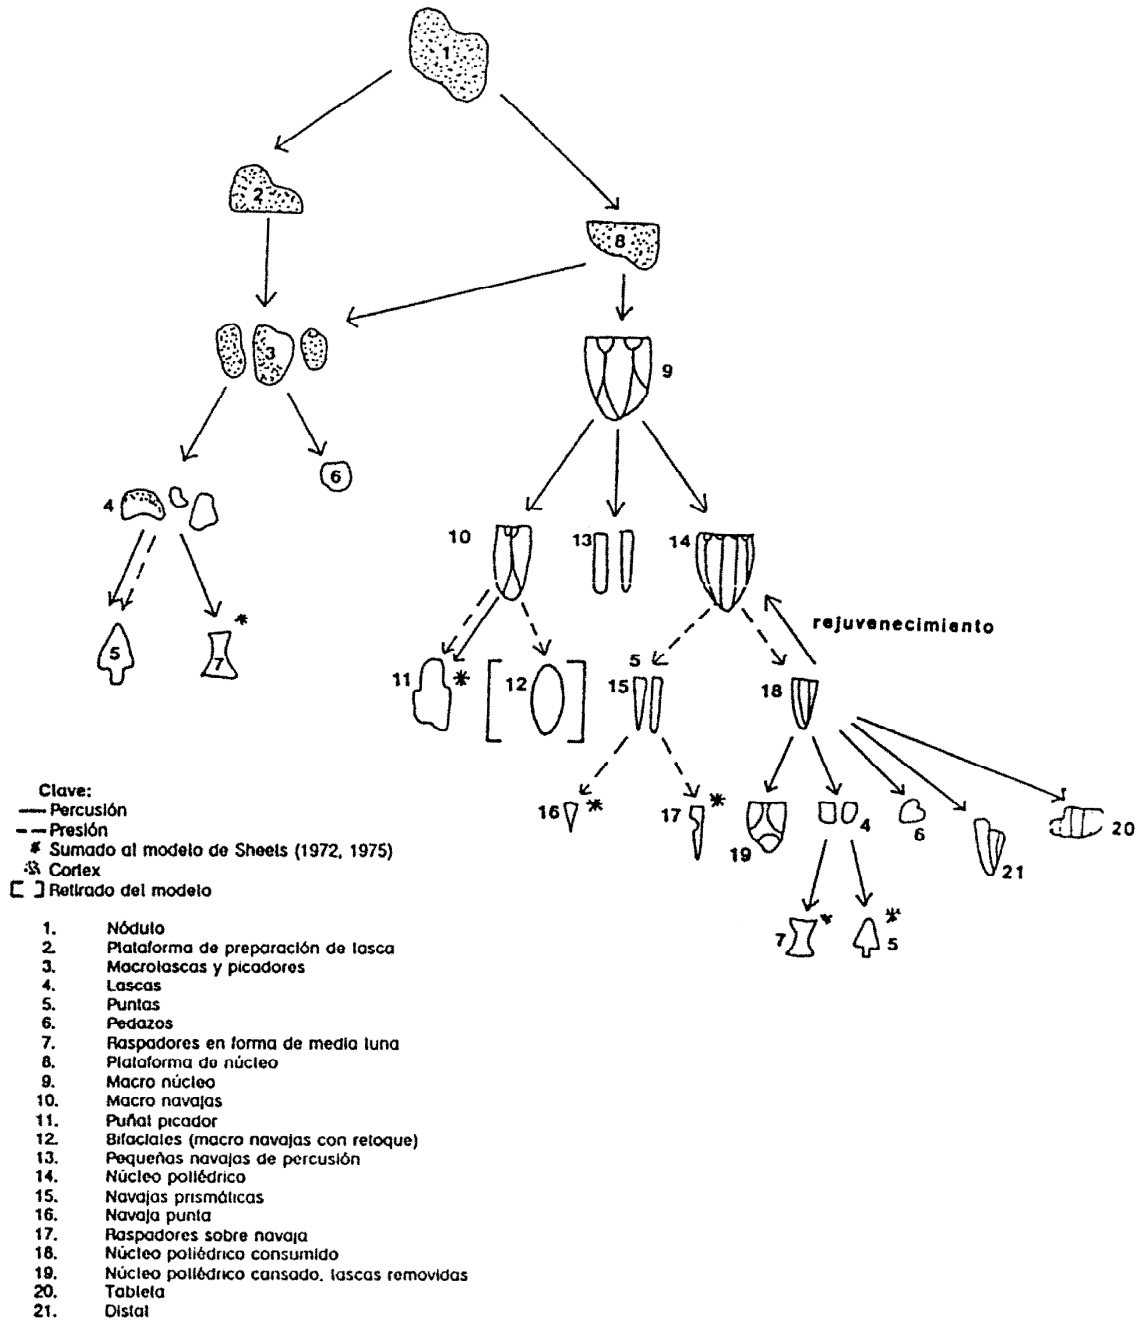 1
2
8
3
9
4
6
10
13
14
rejuvenecimiento
5
7
*
11
*
12
5
15
18
16
*
17
*
19
4
6
21
20
7
*
5
*
Clave:
Percusión
Presión
* Sumado al modelo de Sheels (1972, 1975)
Cortex
[ ] Retirado del modelo
1. Nódulo
2. Plataforma de preparación de lasca
3. Macrolascas y picadores
4. Lascas
5. Puntas
6. Pedazos
7. Raspadores en forma de media luna
8. Plataforma de núcleo
9. Macro núcleo
10. Macro navajas
11. Puñal picador
12. Bifaciales (macro navajas con retoque)
13. Pequeñas navajas de percusión
14. Núcleo poliédrico
15. Navajas prismáticas
16. Navaja punta
17. Raspadores sobre navaja
18. Núcleo poliédrico consumido
19. Núcleo poliédrico cansado, lascas removidas
20. Tableta
21. Distal